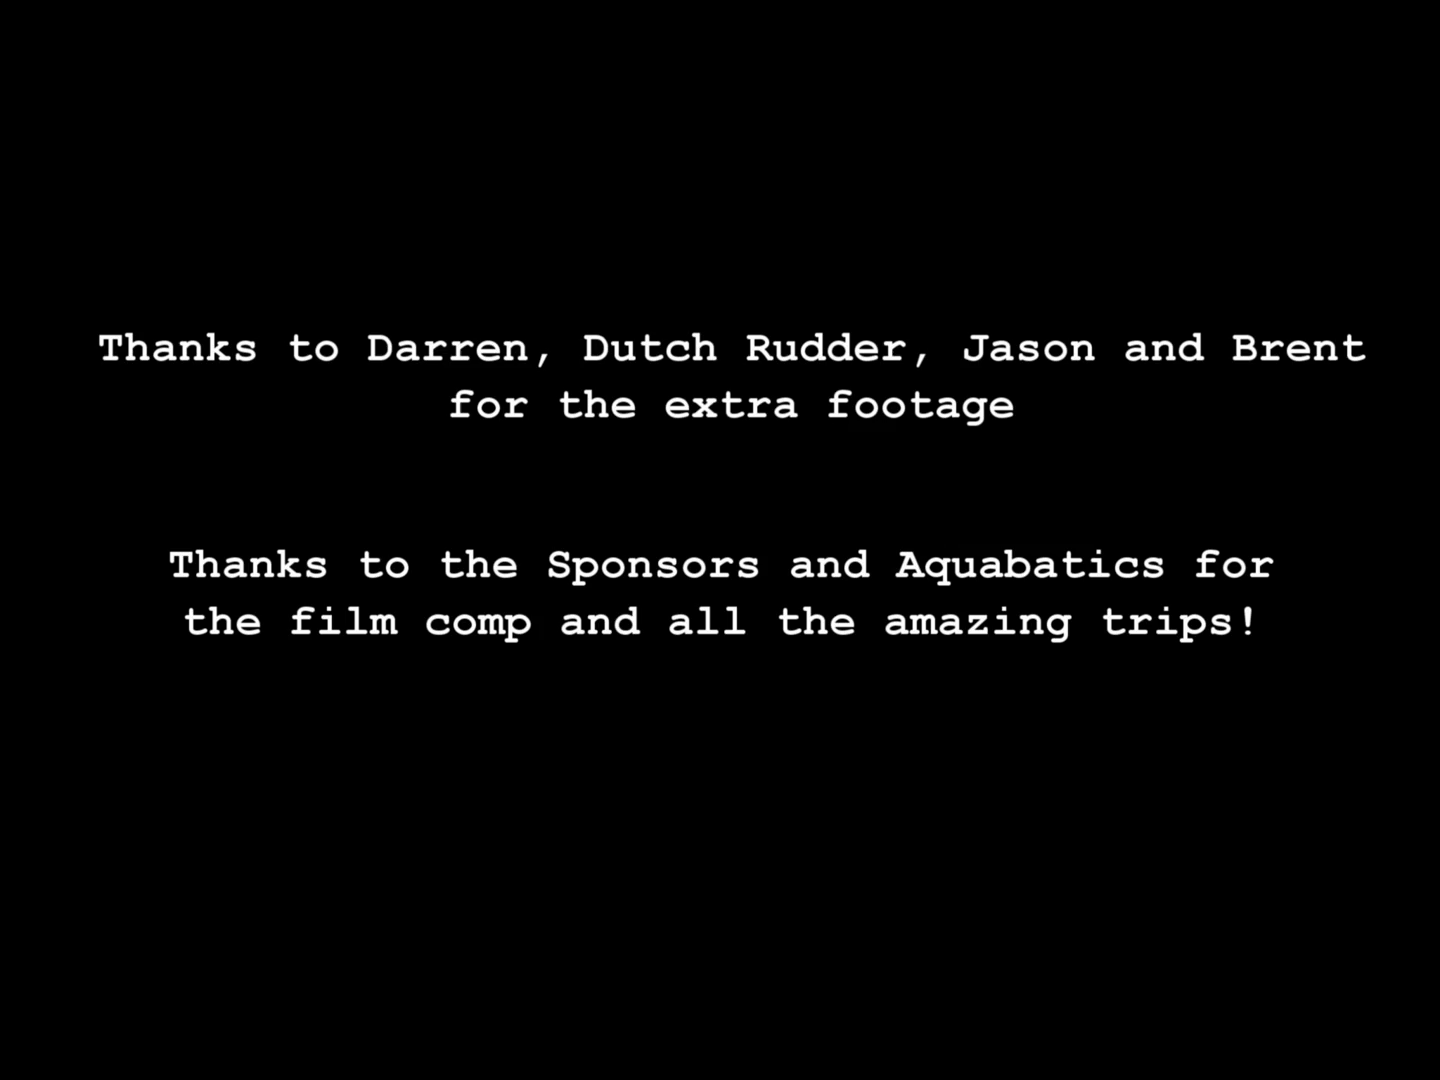 Thanks to Darren, Dutch Rudder, Jason and Brent
for the extra footage
Thanks to the Sponsors and Aquabatics for
the film comp and all the amazing trips!